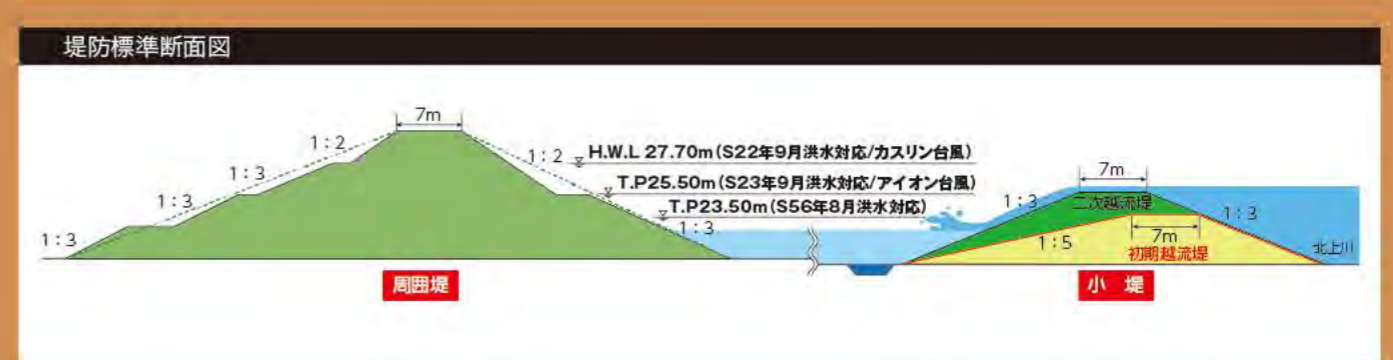 堤防標準断面図
7m
1:2
1:3
1:3
1:3
1:2
H.W.L 27.70m(S22年9月洪水対応/カスリン台風)
T.P25.50m(S23年9月洪水対応/アイオン台風)
T.P23.50m(S56年8月洪水対応)
1:3
周囲堤
7m
1:3
二次越流堤
1:3
1:5
7m
初期越流堤
北上川
小 堤